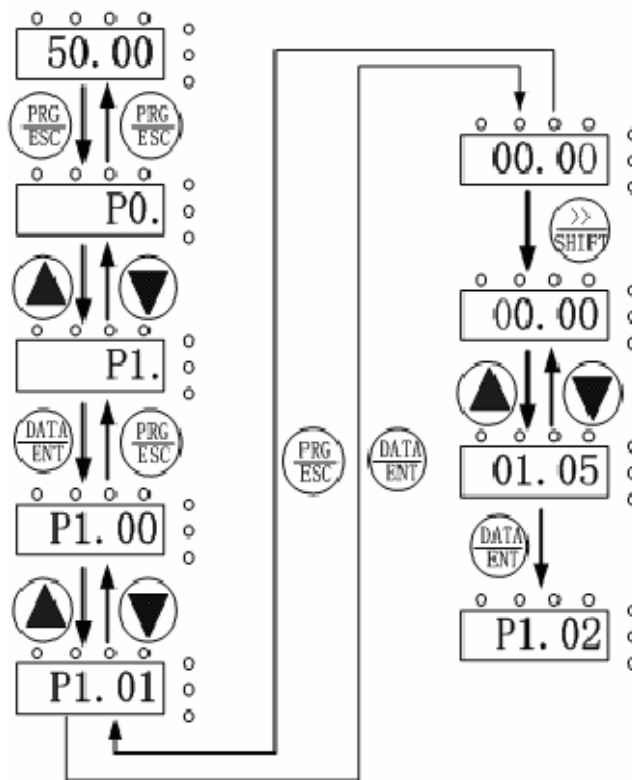 50.00
PRG
ESC
PRG
ESC
P0.
P1.
DATA
ENT
PRG
ESC
P1.00
P1.01
PRG
ESC
DATA
ENT
00.00
>>
SHIFT
00.00
01.05
DATA
ENT
P1.02